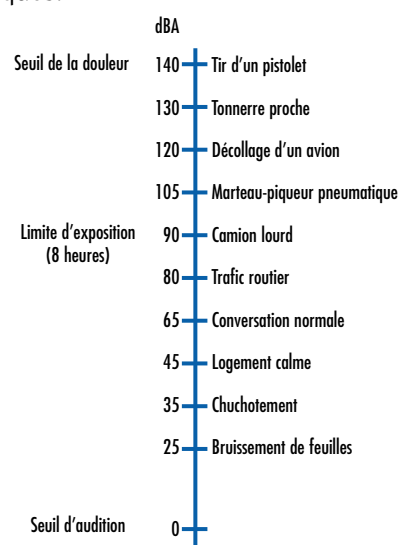 dBA
Seuil de la douleur 140 Tir d'un pistolet
130 Tonnerre proche
120 Décollage d'un avion
105 Marteau-piqueur pneumatique
Limite d'exposition
(8 heures)
90 Camion lourd
80 Trafic routier
65 Conversation normale
45 Logement calme
35 Chuchotement
25 Bruissement de feuilles
Seuil d'audition 0